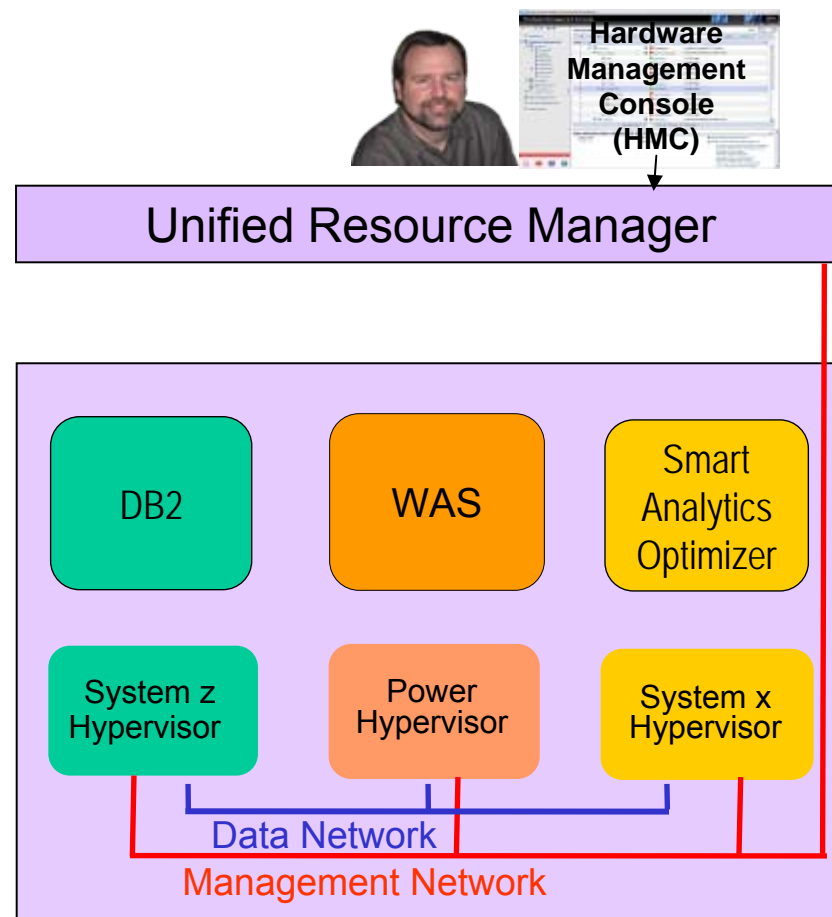 Hardware
Management
Console
(HMC)
Unified Resource Manager
DB2
WAS
Smart
Analytics
Optimizer
System z
Hypervisor
Power
Hypervisor
System x
Hypervisor
Data Network
Management Network